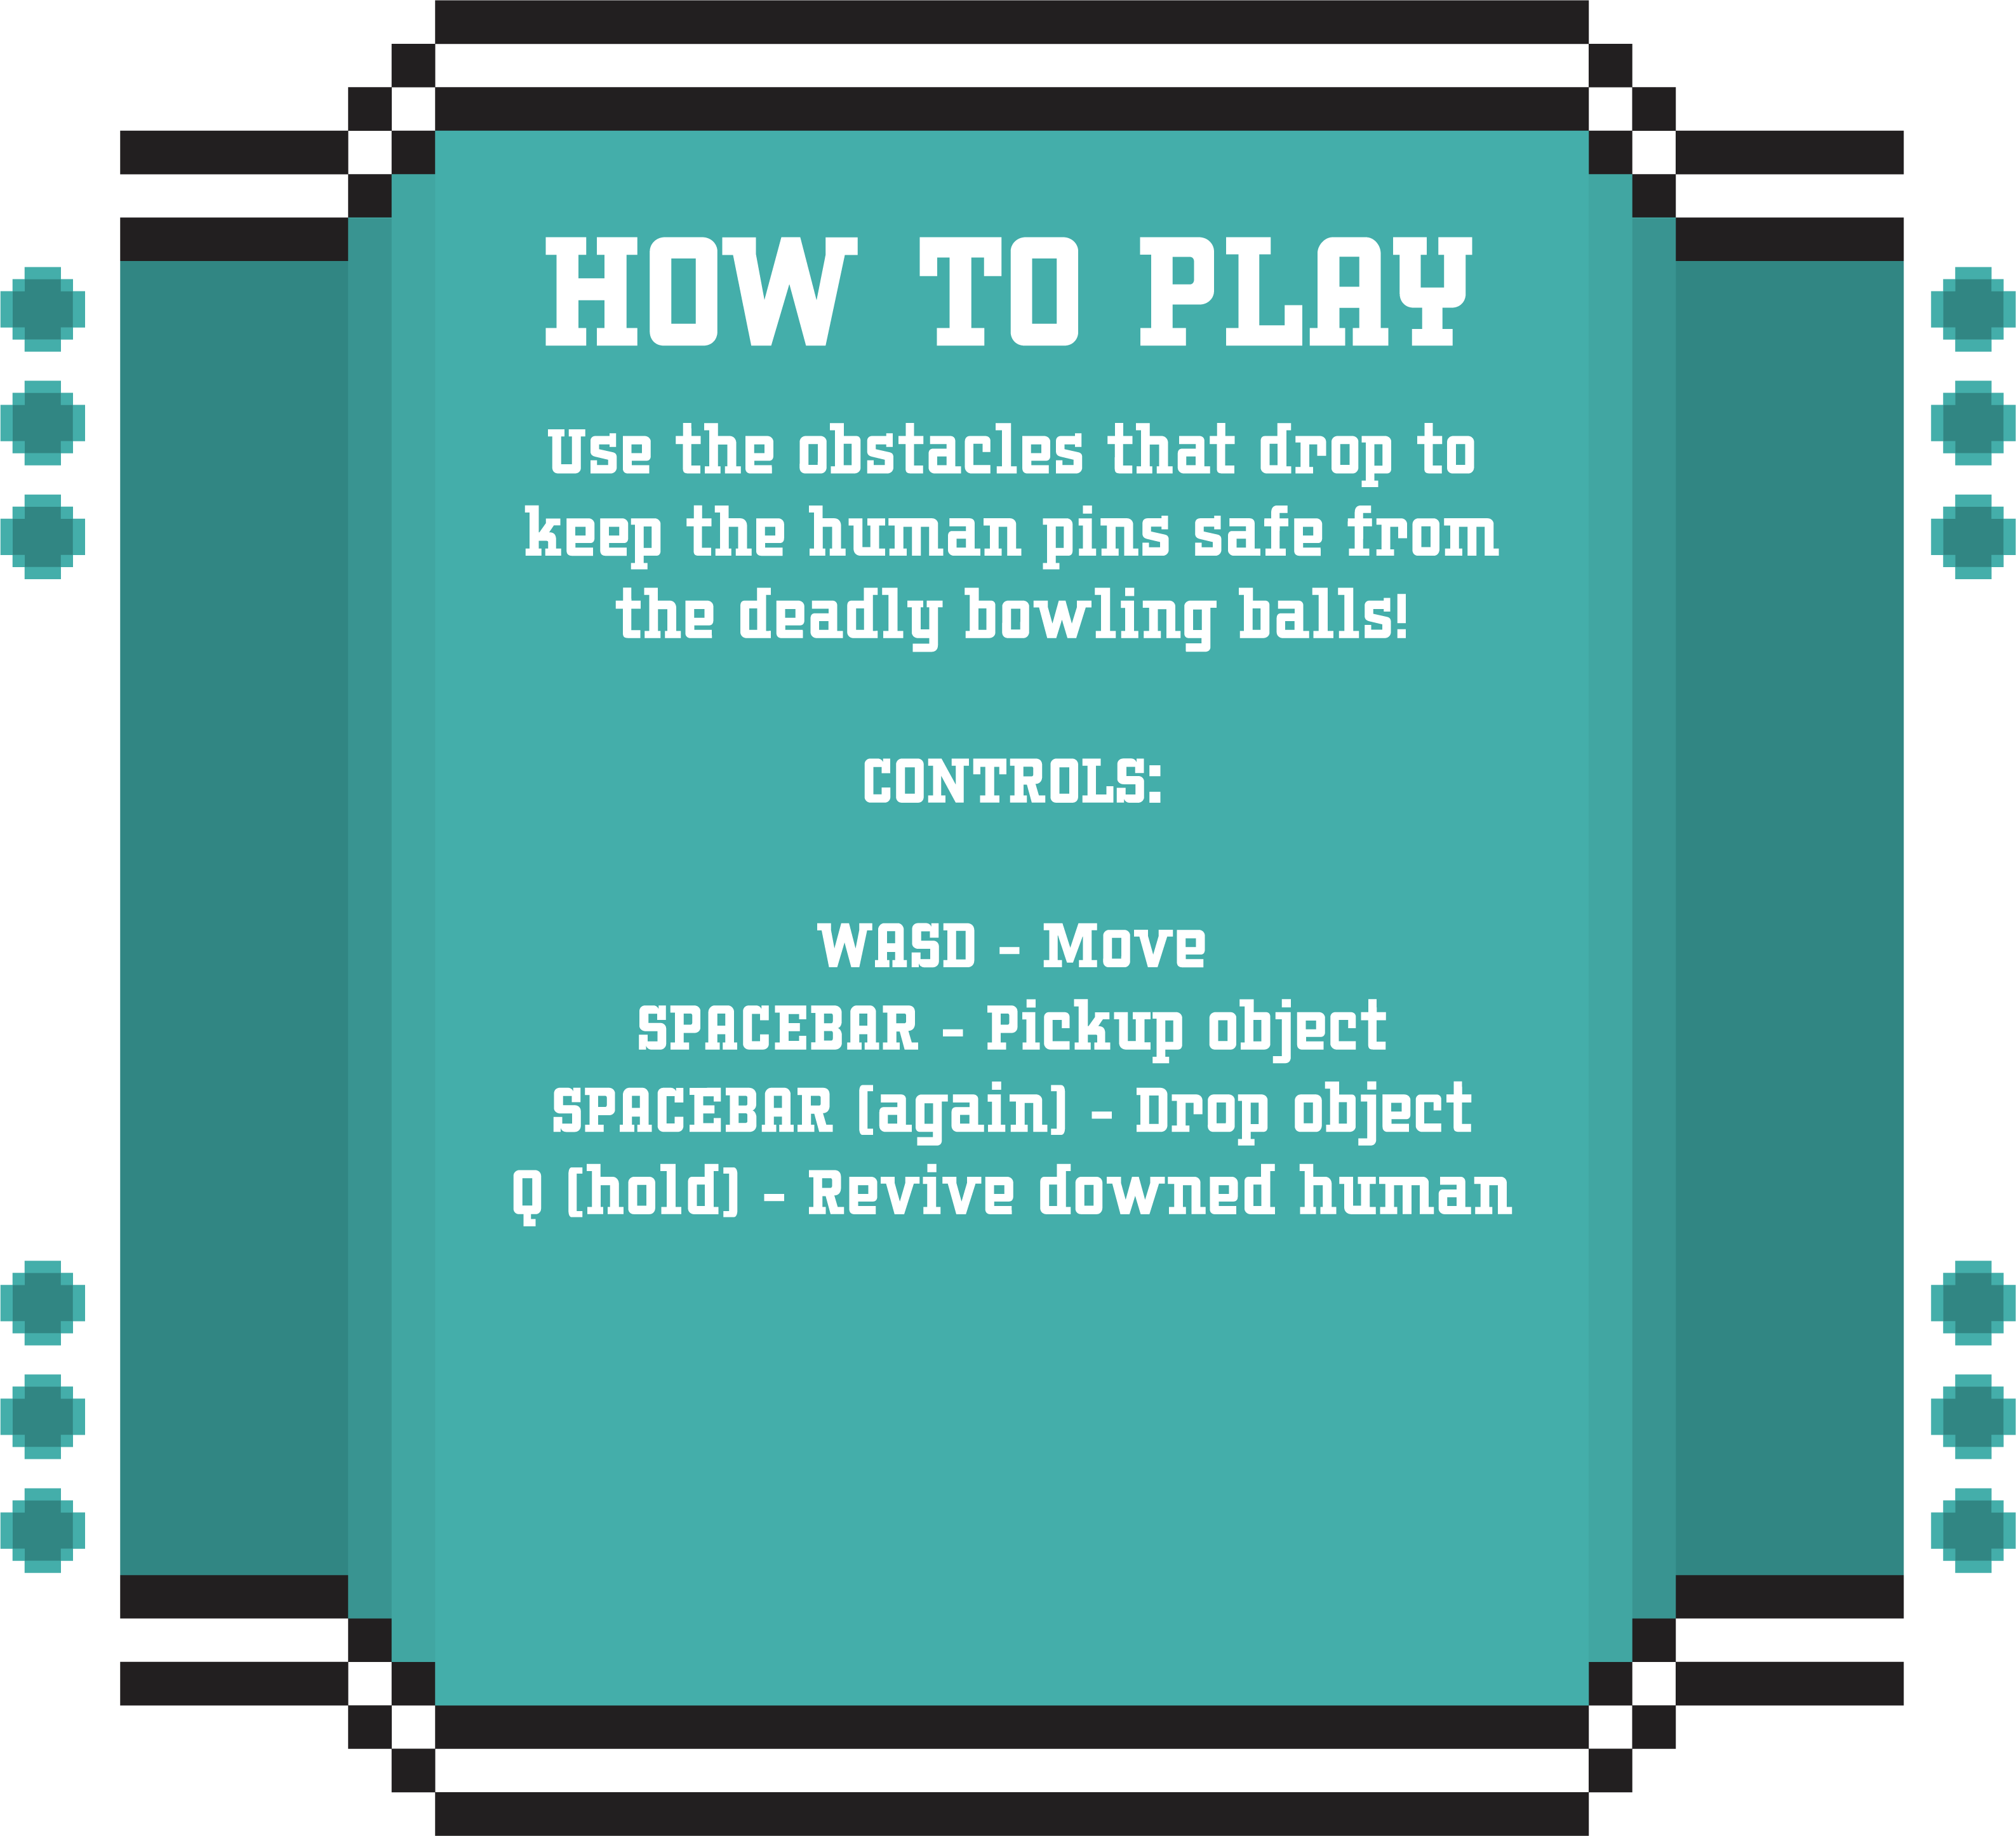 HOW TO PLAY
Use the obstacles that drop to
keep the human pins safe from
the deadly bowling balls!
CONTROLS:
WASD - Move
SPACEBAR - Pickup object
SPACEBAR (again) - Drop object
Q (hold) - Revive downed human